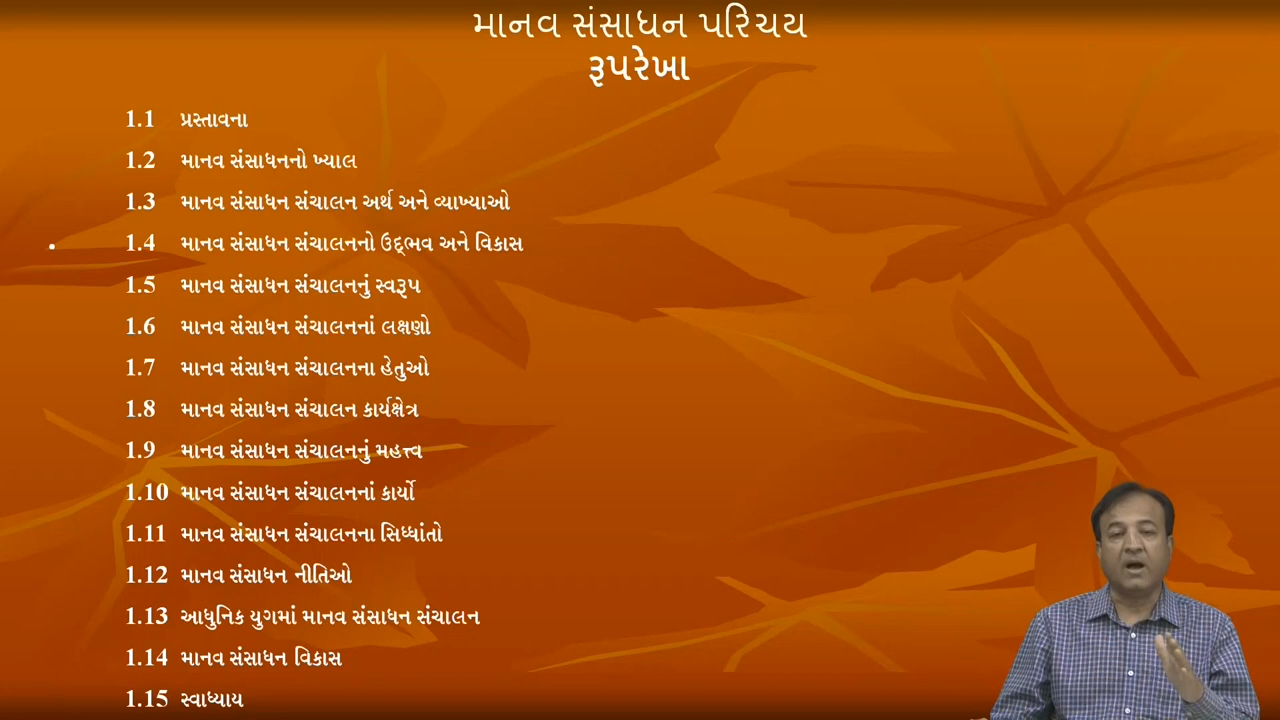 માનવ સંસાધન પરિચય
રૂપરેખા
1.1 પ્રસ્તાવના
1.2 માનવ સંસાધનનો ખ્યાલ
1.3 માનવ સંસાધન સંચાલન અર્થ અને વ્યાખ્યાઓ
1.4 માનવ સંસાધન સંચાલનનો ઉદ્ભવ અને વિકાસ
1.5 માનવ સંસાધન સંચાલનનું સ્વરૂપ
1.6 માનવ સંસાધન સંચાલનનાં લક્ષણો
1.7 માનવ સંસાધન સંચાલનના હેતુઓ
1.8 માનવ સંસાધન સંચાલન કાર્યક્ષેત્ર
1.9 માનવ સંસાધન સંચાલનનું મહત્ત્વ
1.10 માનવ સંસાધન સંચાલનનાં કાર્યો
1.11 માનવ સંસાધન સંચાલનના સિધ્ધાંતો
1.12 માનવ સંસાધન નીતિઓ
1.13 આધુનિક યુગમાં માનવ સંસાધન સંચાલન
1.14 માનવ સંસાધન વિકાસ
1.15 સ્વાધ્યાય